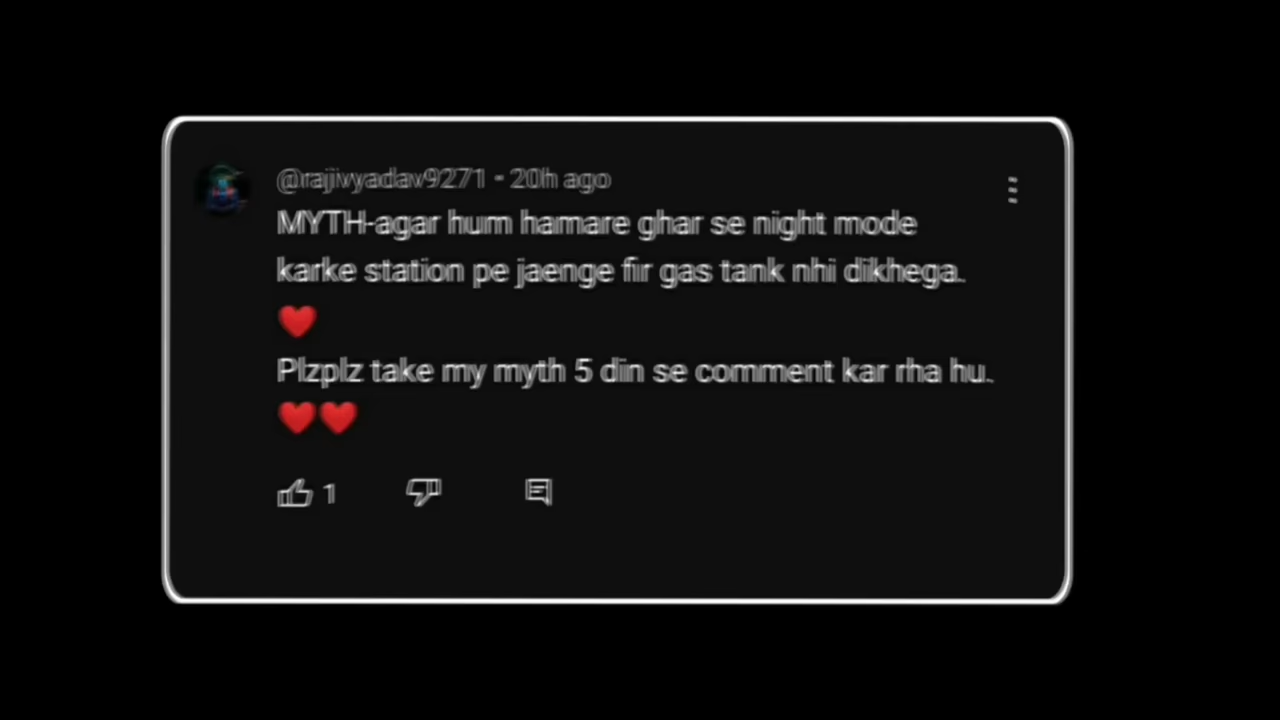 @rajivyadav9271 • 20h ago
MYTH-agar hum hamare ghar se night mode
karke station pe jaenge fir gas tank nhi dikhega.
❤️
Plzplz take my myth 5 din se comment kar rha hu.
❤️❤️
1